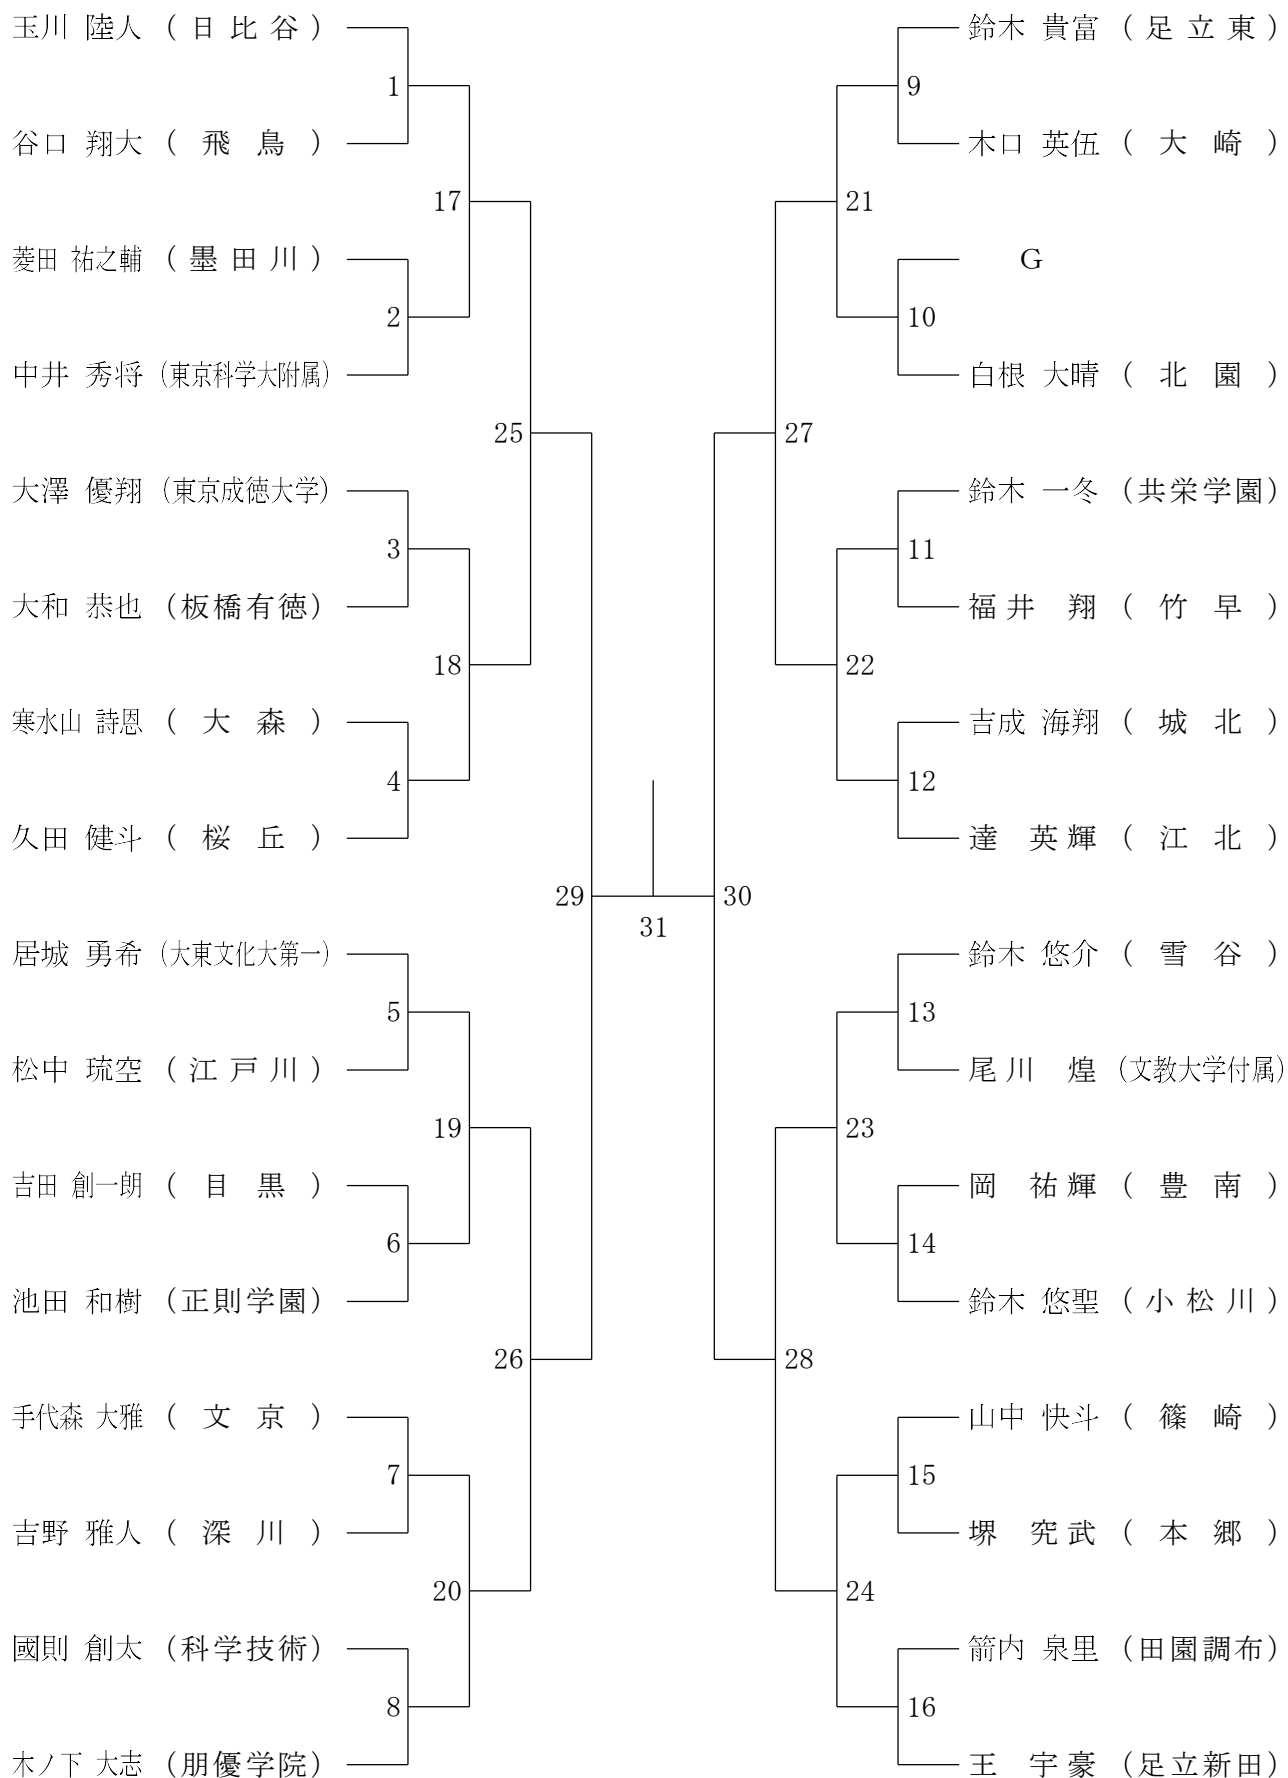 玉川 陸人 (日比谷)
1
谷口 翔大 (飛鳥)
17
菱田 祐之輔 (墨田川)
2
中井 秀将 (東京科学大附属)
25
大澤 優翔 (東京成徳大学)
3
大和 恭也 (板橋有徳)
18
寒水山 詩恩 (大森)
4
久田 健斗 (桜丘)
29
居城 勇希 (大東文化大第一)
5
松中 琉空 (江戸川)
19
吉田 創一朗 (目黒)
6
池田 和樹 (正則学園)
26
手代森 大雅 (文京)
7
吉野 雅人 (深川)
20
國則 創太 (科学技術)
8
木ノ下 大志 (朋優学院)
31
鈴木 貴富 (足立東)
9
木口 英伍 (大崎)
21
G
10
白根 大晴 (北園)
27
鈴木 一冬 (共栄学園)
11
福井 翔 (竹早)
22
吉成 海翔 (城北)
12
達 英輝 (江北)
30
鈴木 悠介 (雪谷)
13
尾川 煌 (文教大学付属)
23
岡 祐輝 (豊南)
14
鈴木 悠聖 (小松川)
28
山中 快斗 (篠崎)
15
堺 究武 (本郷)
24
箭内 泉里 (田園調布)
16
王 宇豪 (足立新田)